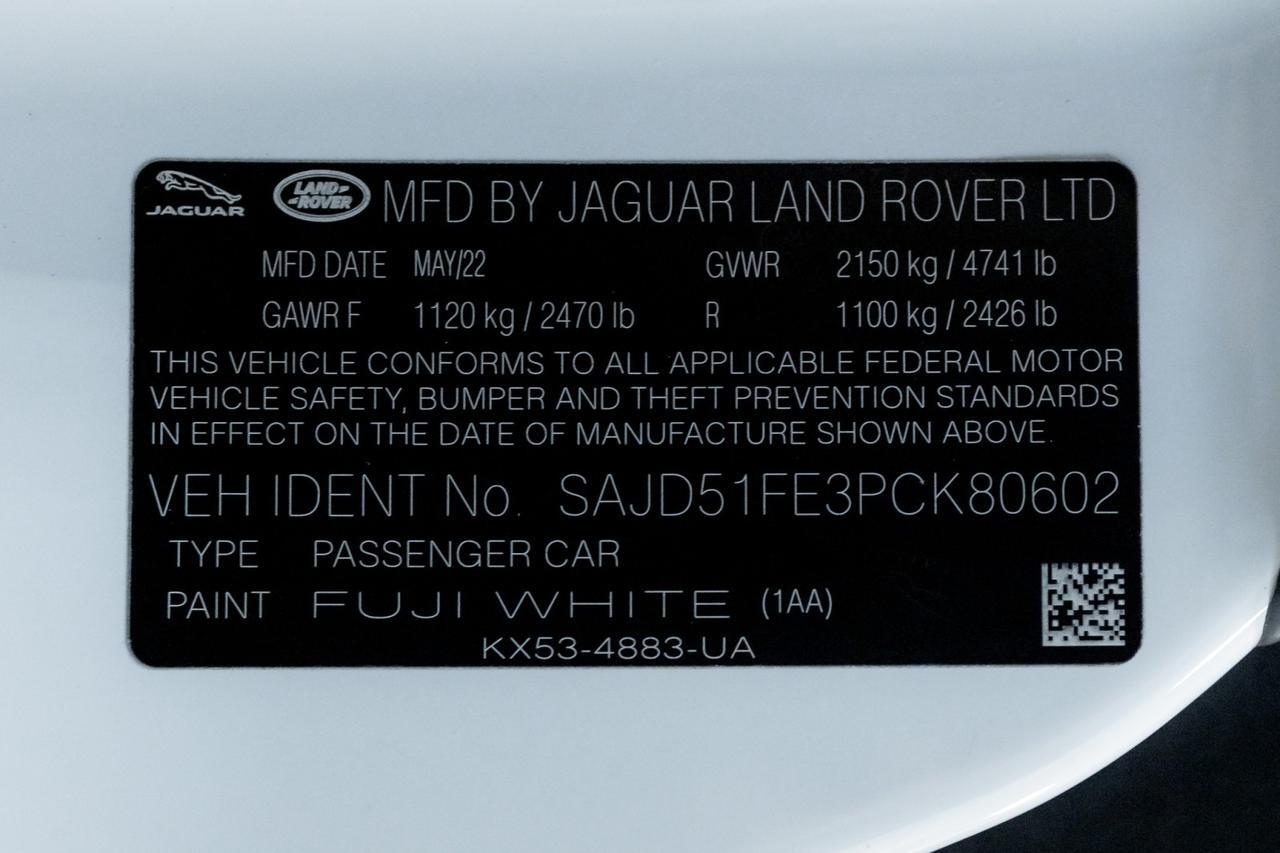 JAGUAR LAND ROVER MFD BY JAGUAR LAND ROVER LTD
MFD DATE MAY/22 GVWR 2150 kg / 4741 lb
GAWR F 1120 kg / 2470 lb R 1100 kg / 2426 lb
THIS VEHICLE CONFORMS TO ALL APPLICABLE FEDERAL MOTOR
VEHICLE SAFETY, BUMPER AND THEFT PREVENTION STANDARDS
IN EFFECT ON THE DATE OF MANUFACTURE SHOWN ABOVE.
VEH IDENT No. SAJD51FE3PCK80602
TYPE PASSENGER CAR
PAINT FUJI WHITE (1AA)
KX53-4883-UA